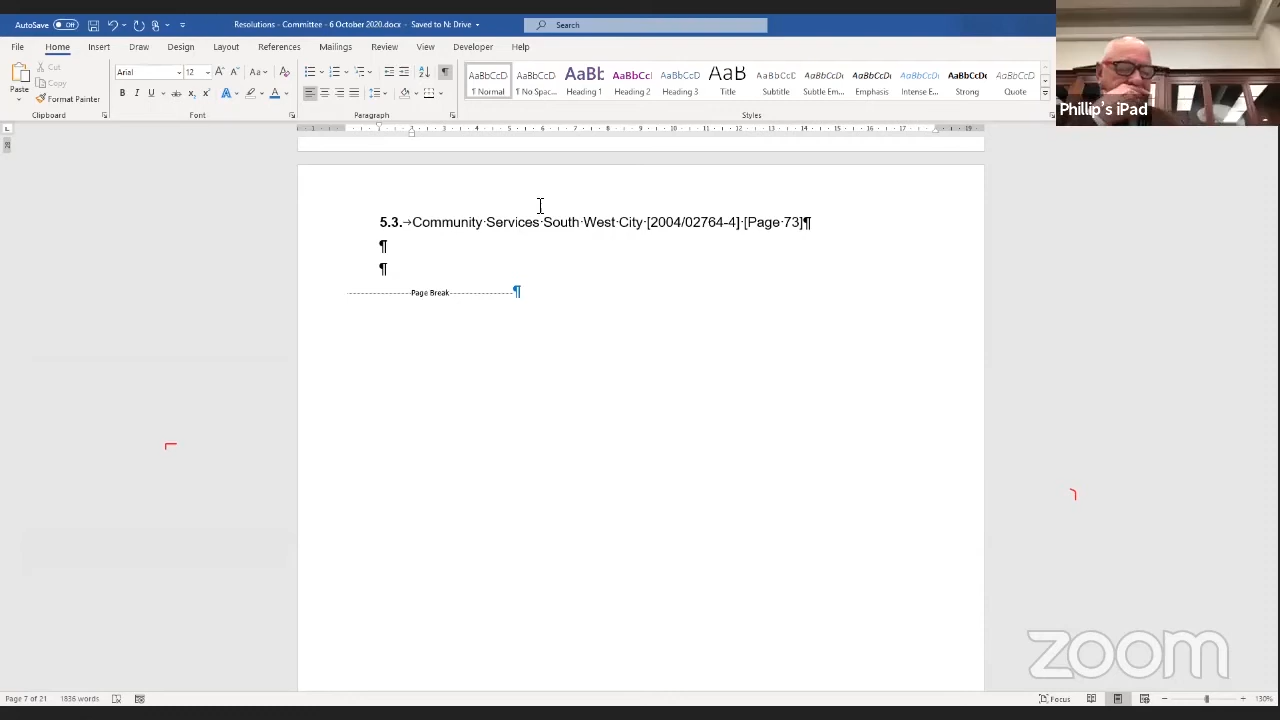 AutoSave Off Resolutions - Committee - 6 October 2020.docx - Saved to N: Drive Search
File Home Insert Draw Design Layout References Mailings Review View Developer Help
Paste Cut Copy Format Painter
Arial 12
AaBbCcD AaBbCcD AaBb AaBbCc AaBbCcD AaB AaBbCcD AaBbCcD AaBbCcD AaBbCcD AaBbCcD AaBbCcD
¶ Normal ¶ No Spac... Heading 1 Heading 2 Heading 3 Title Subtitle Subtle Em... Emphasis Intense E... Strong Quote
Clipboard Font Paragraph Styles
Phillip's iPad
5.3.→Community·Services·South·West·City·[2004/02764-4]·[Page·73]¶
¶
¶
Page Break ¶
zoom
Page 7 of 21 1836 words Focus 130%